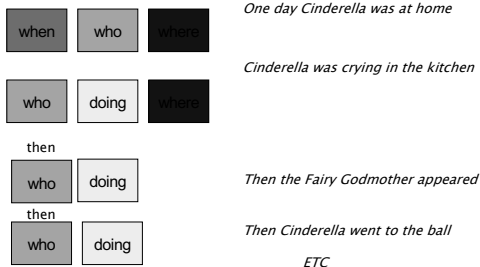 One day Cinderella was at home
when who where
Cinderella was crying in the kitchen
who doing where
then
who doing
Then the Fairy Godmother appeared
then
who doing
Then Cinderella went to the ball
ETC